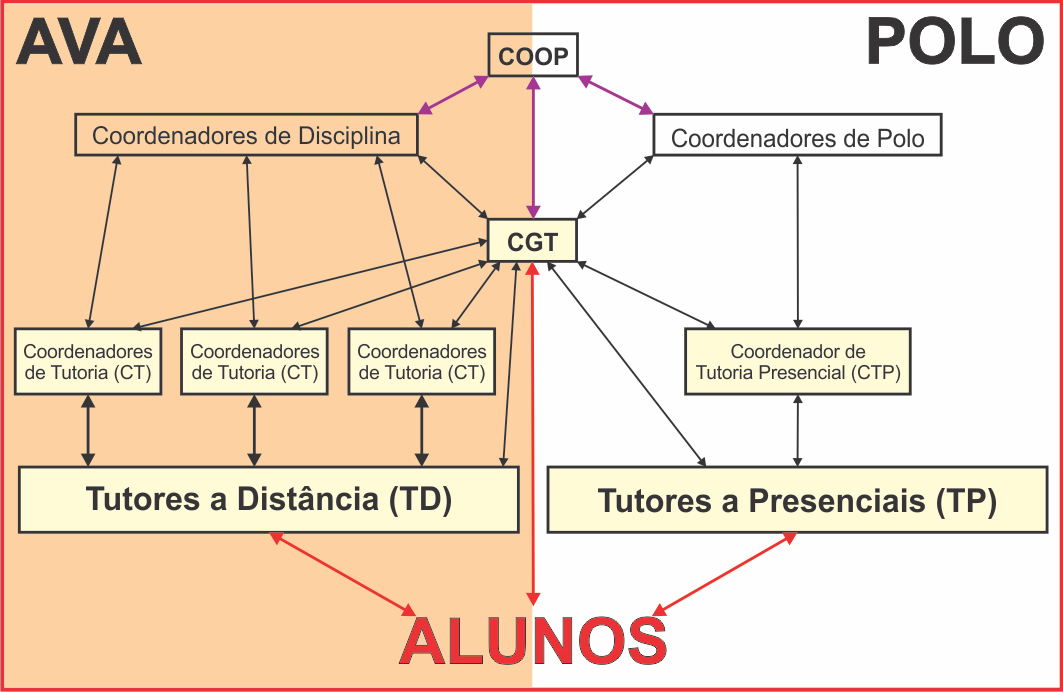 AVA
POLO
COOP
Coordenadores de Disciplina
Coordenadores de Polo
CGT
Coordenadores
de Tutoria (CT)
Coordenadores
de Tutoria (CT)
Coordenadores
de Tutoria (CT)
Coordenador de
Tutoria Presencial (CTP)
Tutores a Distância (TD)
Tutores a Presenciais (TP)
ALUNOS